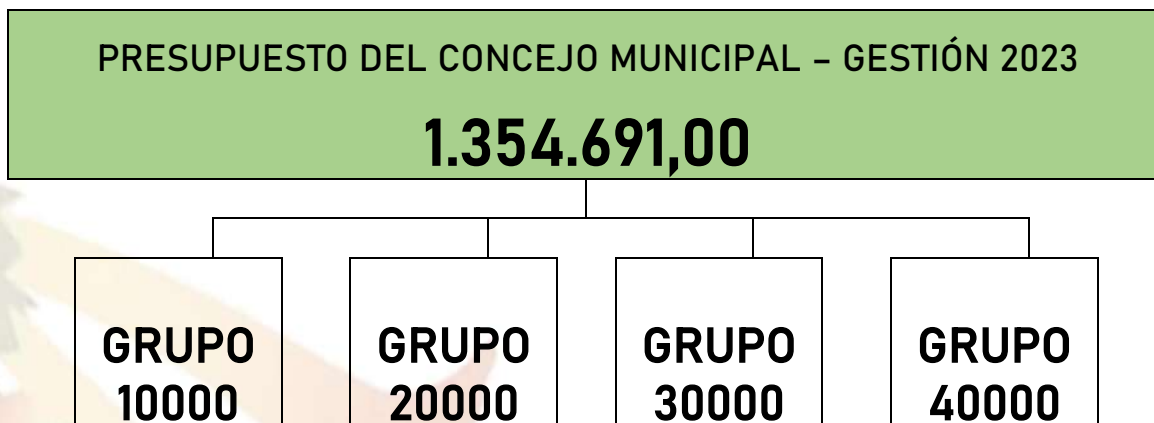 PRESUPUESTO DEL CONCEJO MUNICIPAL – GESTIÓN 2023
1.354.691,00
GRUPO 10000
GRUPO 20000
GRUPO 30000
GRUPO 40000